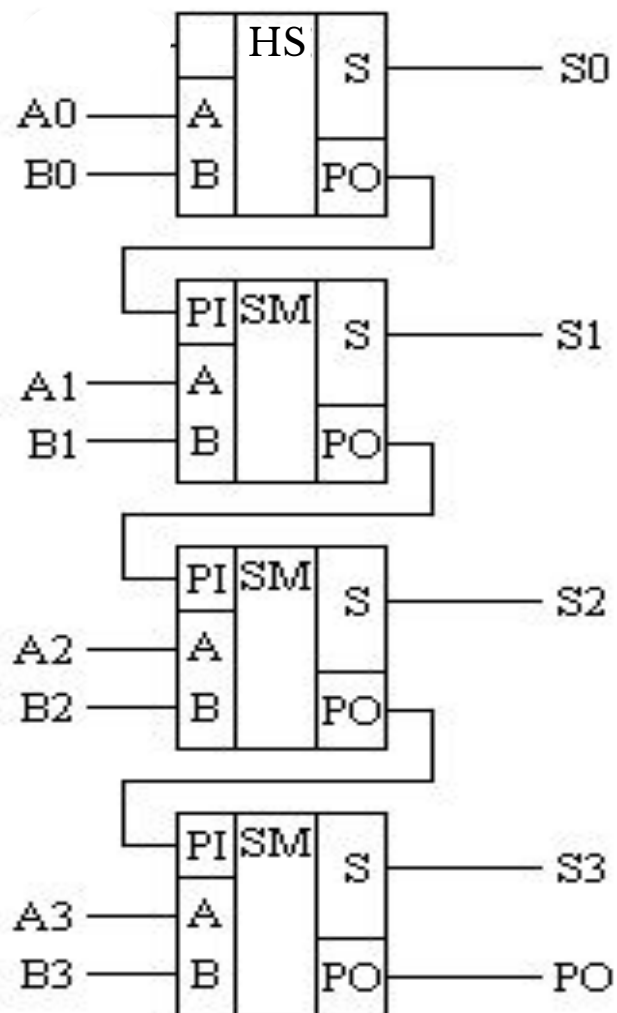 HS
S S0
A0 A
B0 B PO
PI SM
S S1
A1 A
B1 B PO
PI SM
S S2
A2 A
B2 B PO
PI SM
S S3
A3 A
B3 B PO PO